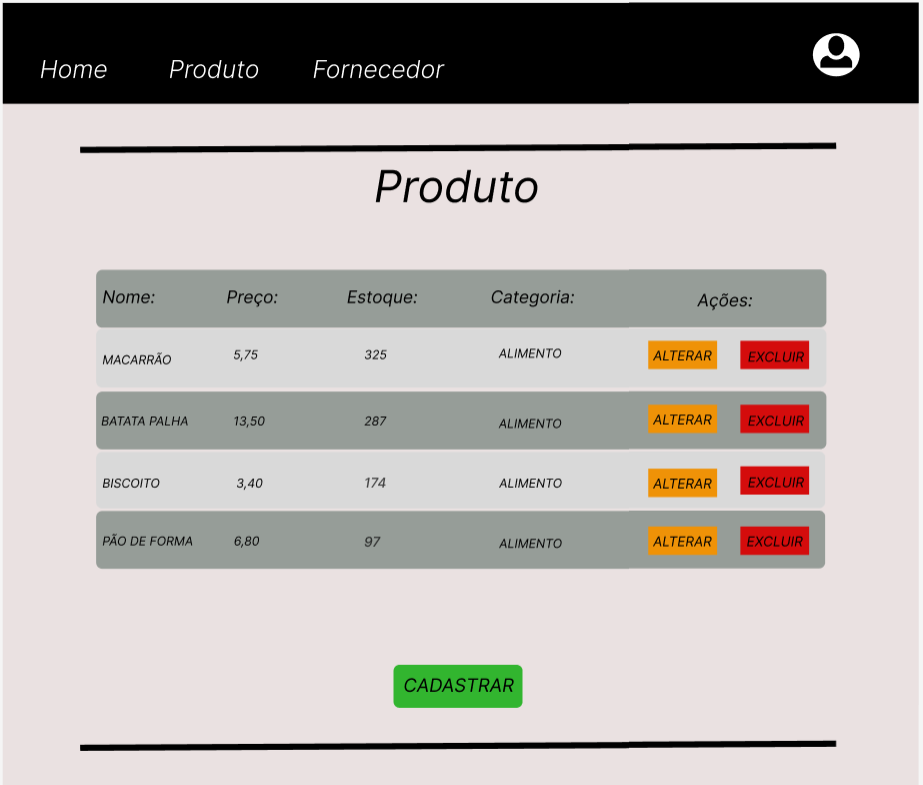 Home Produto Fornecedor
Produto
Nome: Preço: Estoque: Categoria: Ações:
MACARRÃO 5,75 325 ALIMENTO ALTERAR EXCLUIR
BATATA PALHA 13,50 287 ALIMENTO ALTERAR EXCLUIR
BISCOITO 3,40 174 ALIMENTO ALTERAR EXCLUIR
PÃO DE FORMA 6,80 97 ALIMENTO ALTERAR EXCLUIR
CADASTRAR